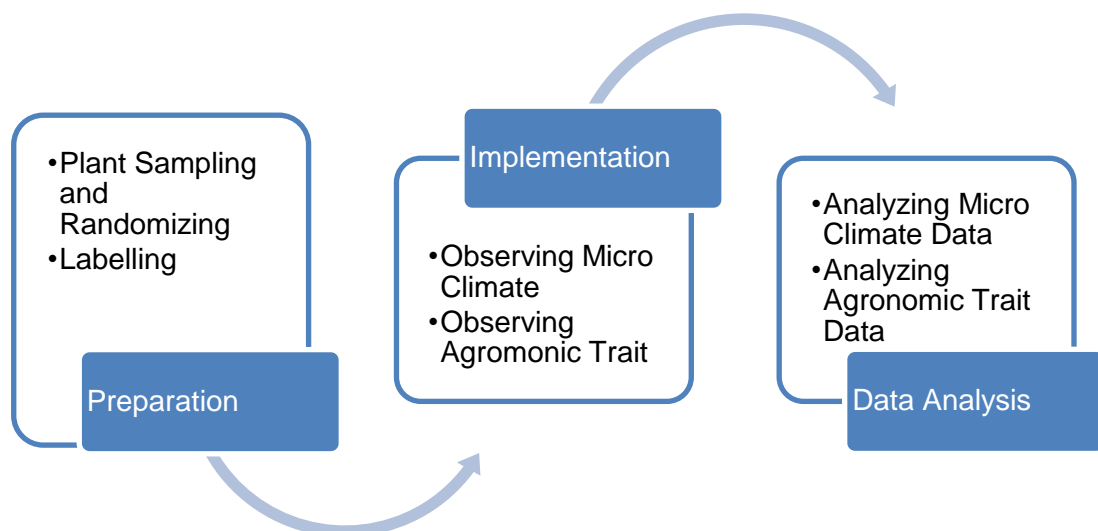 •Plant Sampling
and
Randomizing
•Labelling
Preparation
Implementation
•Observing Micro
Climate
•Observing
Agromonic Trait
•Analyzing Micro
Climate Data
•Analyzing
Agronomic Trait
Data
Data Analysis